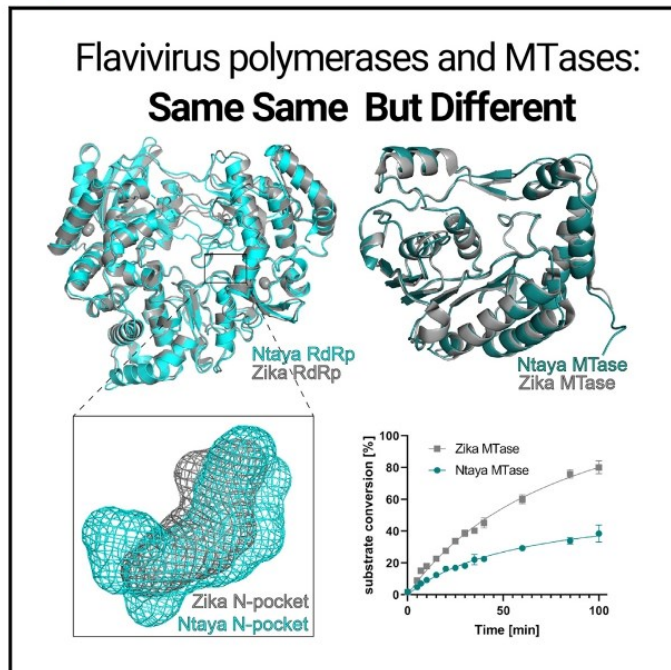 Flavivirus polymerases and MTases:
Same Same But Different
Ntaya RdRp
Zika RdRp
Ntaya MTase
Zika MTase
Zika N-pocket
Ntaya N-pocket
substrate conversion [%]
100
80
60
40
20
0
Zika MTase
Ntaya MTase
0
50
100
Time [min]